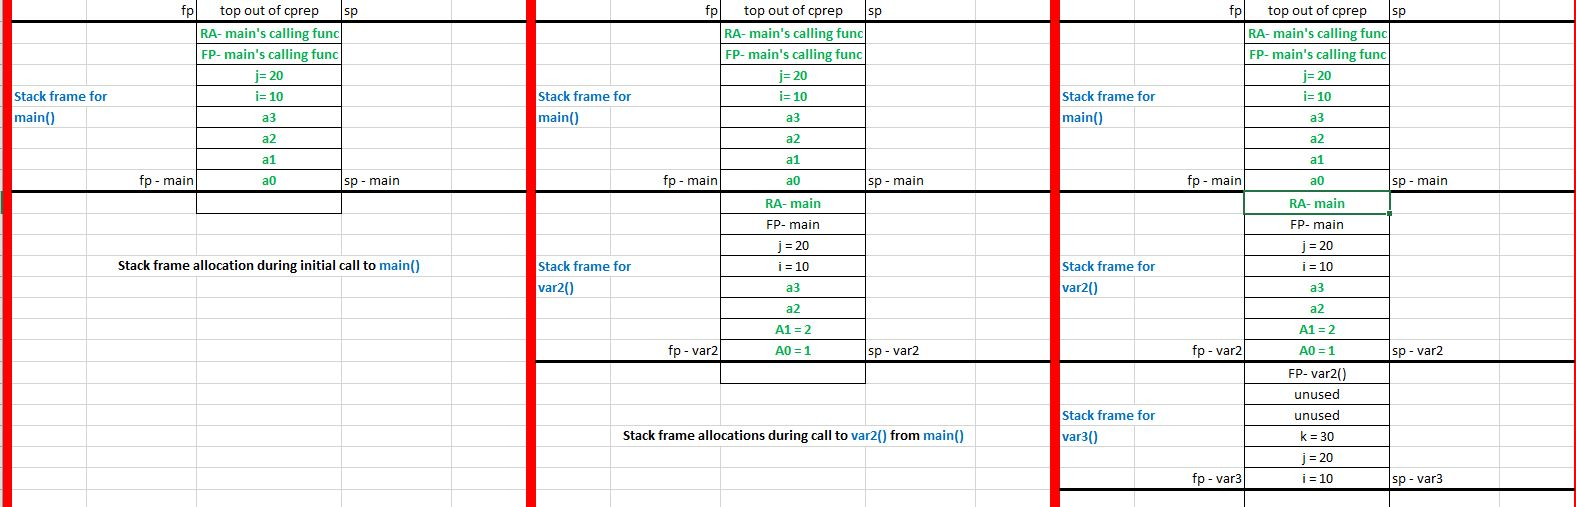 fp top out of cprep sp
RA- main's calling func
FP- main's calling func
j= 20
Stack frame for i= 10
main() a3
a2
a1
fp - main a0 sp - main
Stack frame allocation during initial call to main()
fp top out of cprep sp
RA- main's calling func
FP- main's calling func
j= 20
Stack frame for i= 10
main() a3
a2
a1
fp - main a0 sp - main
RA- main
FP- main
j = 20
Stack frame for i = 10
var2() a3
a2
A1 = 2
fp - var2 A0 = 1 sp - var2
Stack frame allocations during call to var2() from main()
fp top out of cprep sp
RA- main's calling func
FP- main's calling func
j= 20
Stack frame for i= 10
main() a3
a2
a1
fp - main a0 sp - main
RA- main
FP- main
j = 20
Stack frame for i = 10
var2() a3
a2
A1 = 2
fp - var2 A0 = 1 sp - var2
FP- var2()
unused
Stack frame for unused
var3() k = 30
j = 20
fp - var3 i = 10 sp - var3